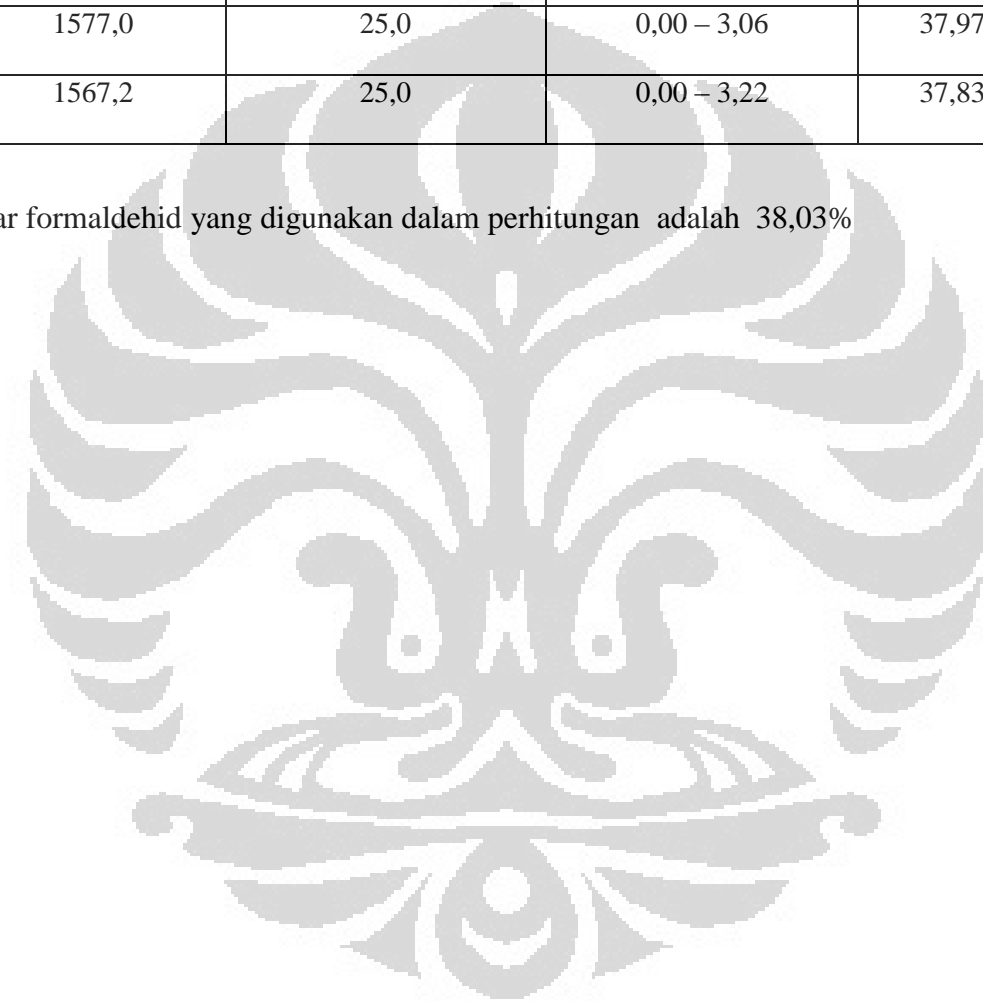 1577,0 25,0 0,00 – 3,06 37,97
1567,2 25,0 0,00 – 3,22 37,83
ar formaldehid yang digunakan dalam perhitungan adalah 38,03%